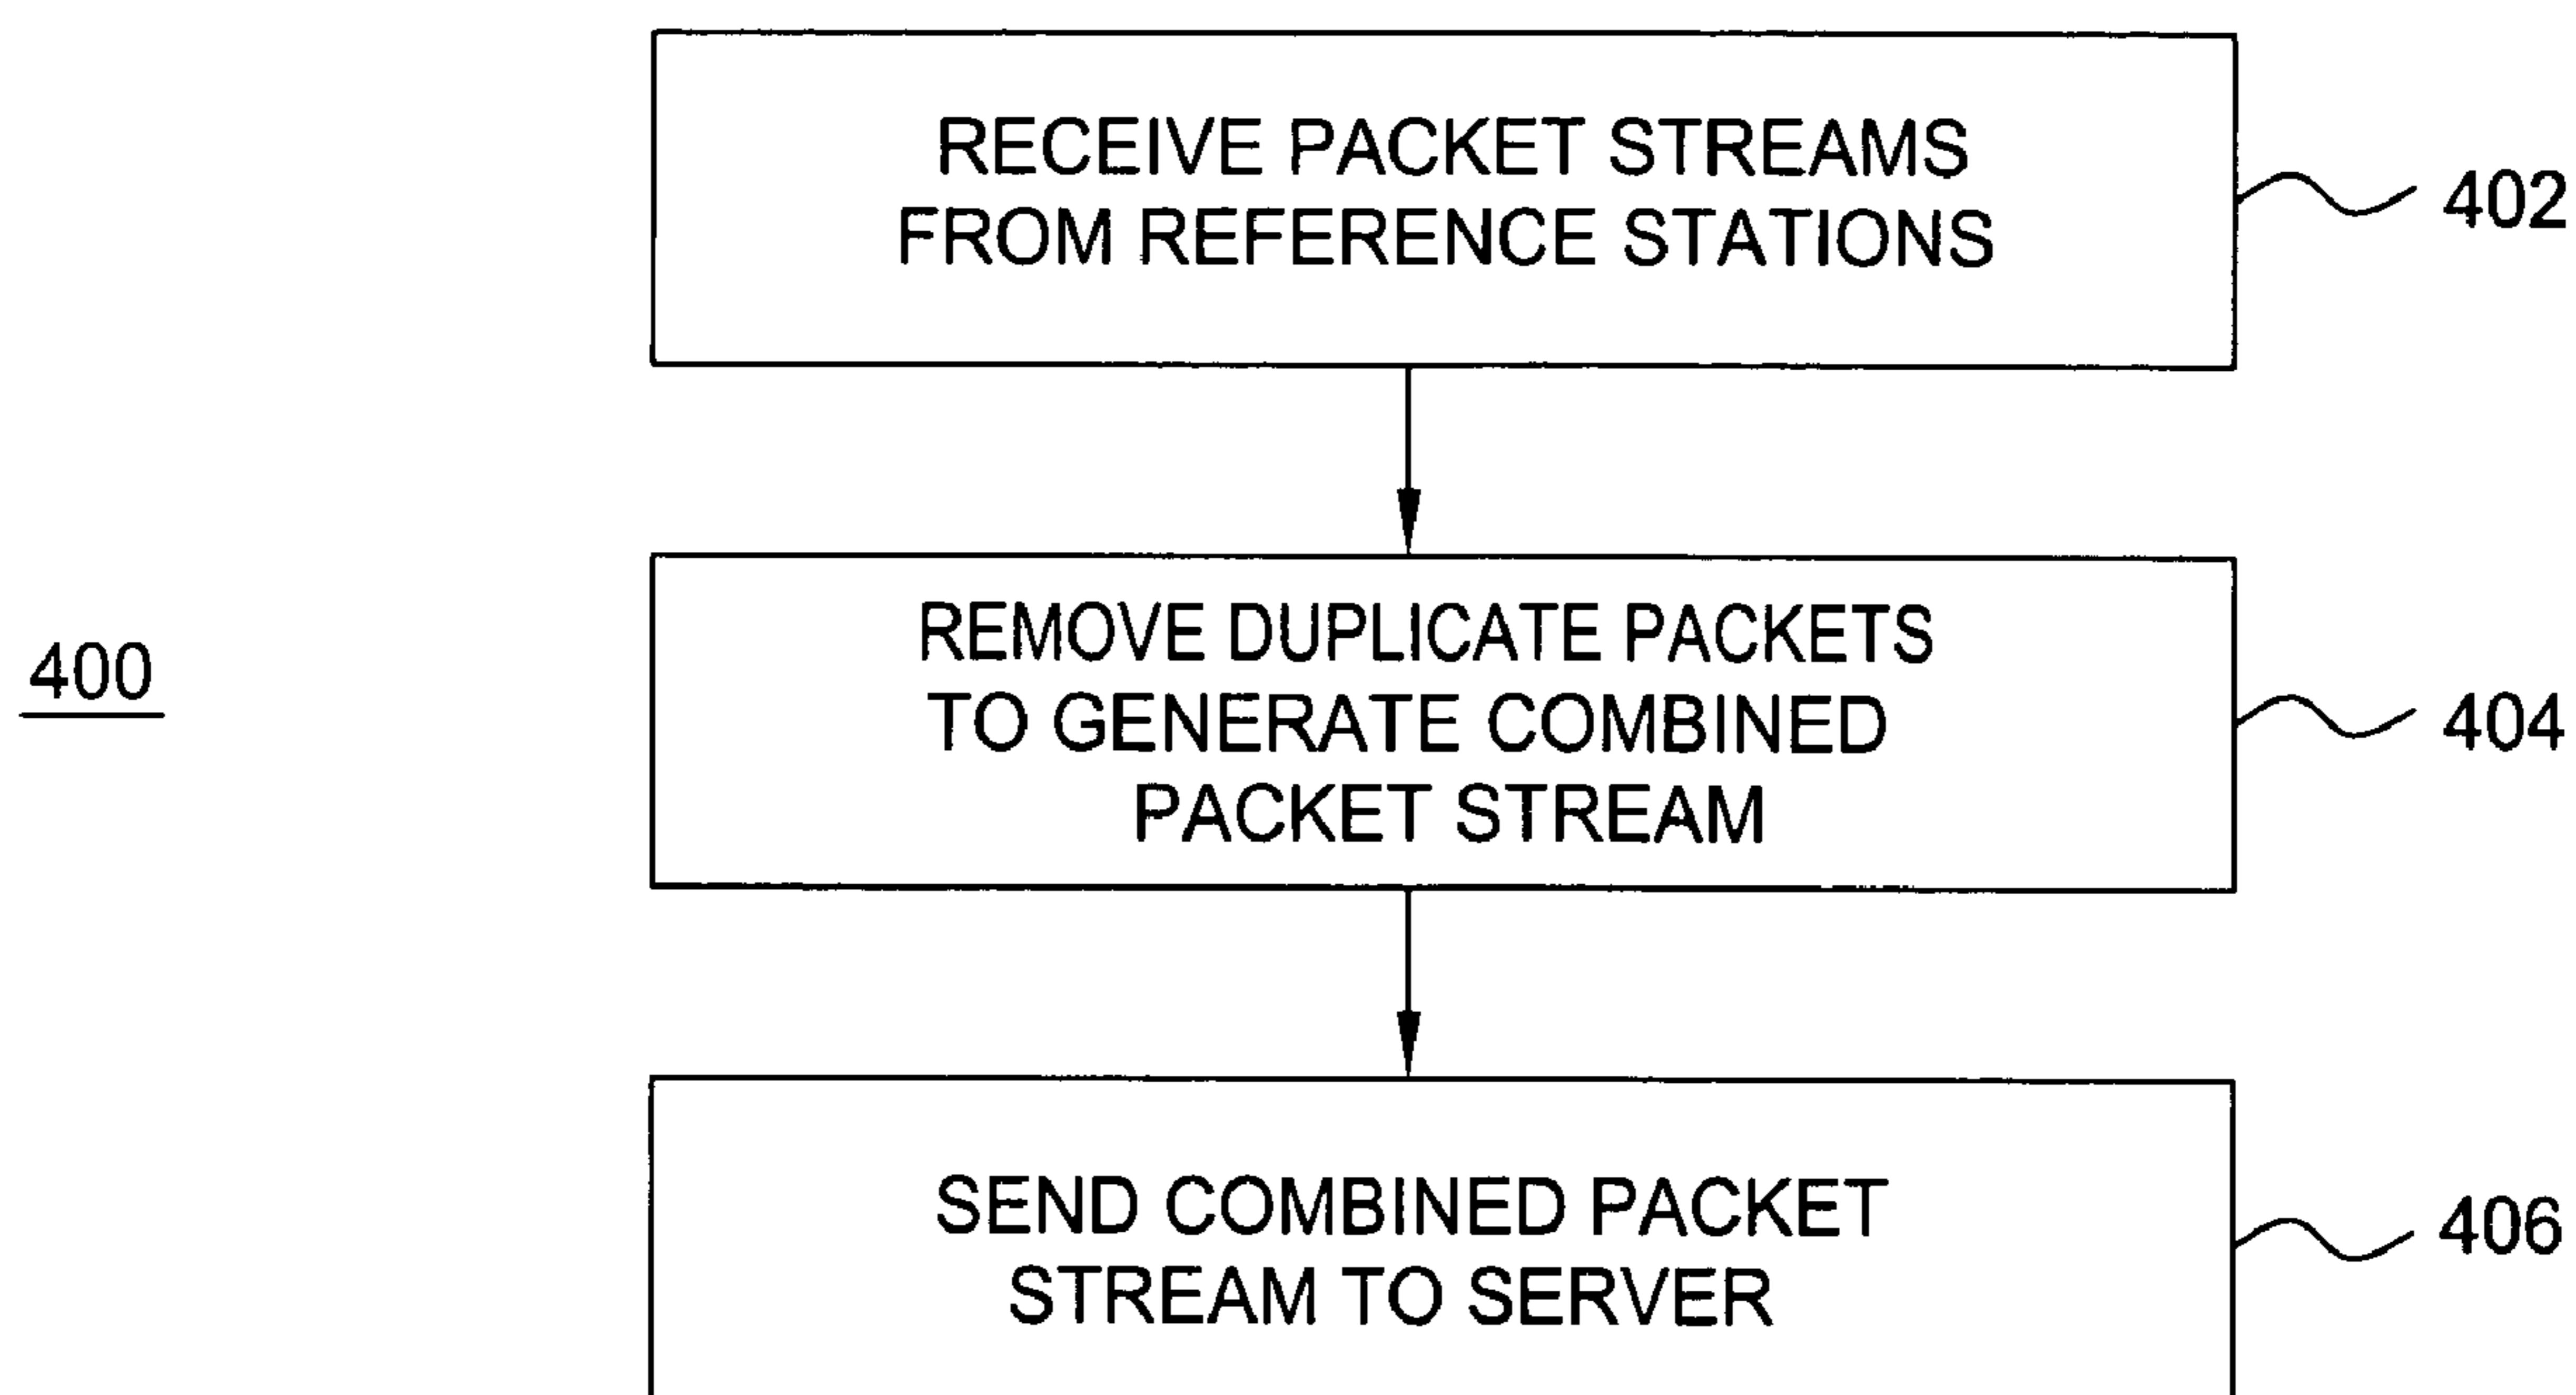 RECEIVE PACKET STREAMS
FROM REFERENCE STATIONS
402
400
REMOVE DUPLICATE PACKETS
TO GENERATE COMBINED
PACKET STREAM
404
SEND COMBINED PACKET
STREAM TO SERVER
406